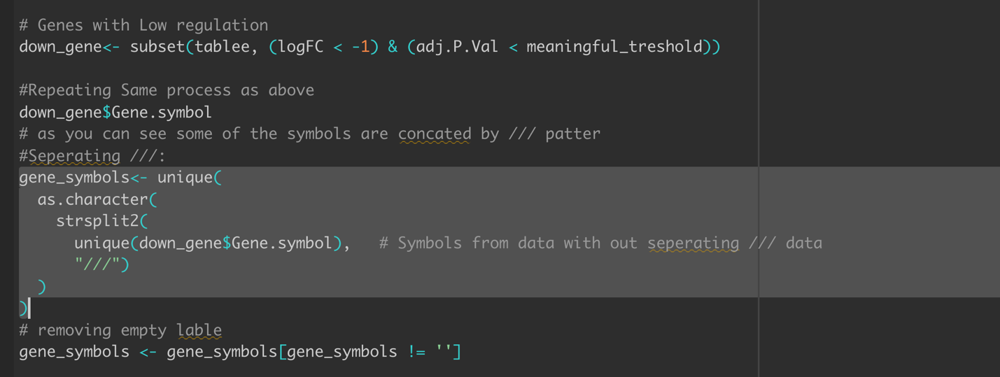 # Genes with Low regulation
down_gene<- subset(tablee, (logFC < -1) & (adj.P.Val < meaningful_treshold))
#Repeating Same process as above
down_gene$Gene.symbol
# as you can see some of the symbols are concated by /// patter
#Seperating ///:
gene_symbols<- unique(
  as.character(
    strsplit2(
      unique(down_gene$Gene.symbol),   # Symbols from data with out seperating /// data
      "///")
  )
)
# removing empty lable
gene_symbols <- gene_symbols[gene_symbols != '']